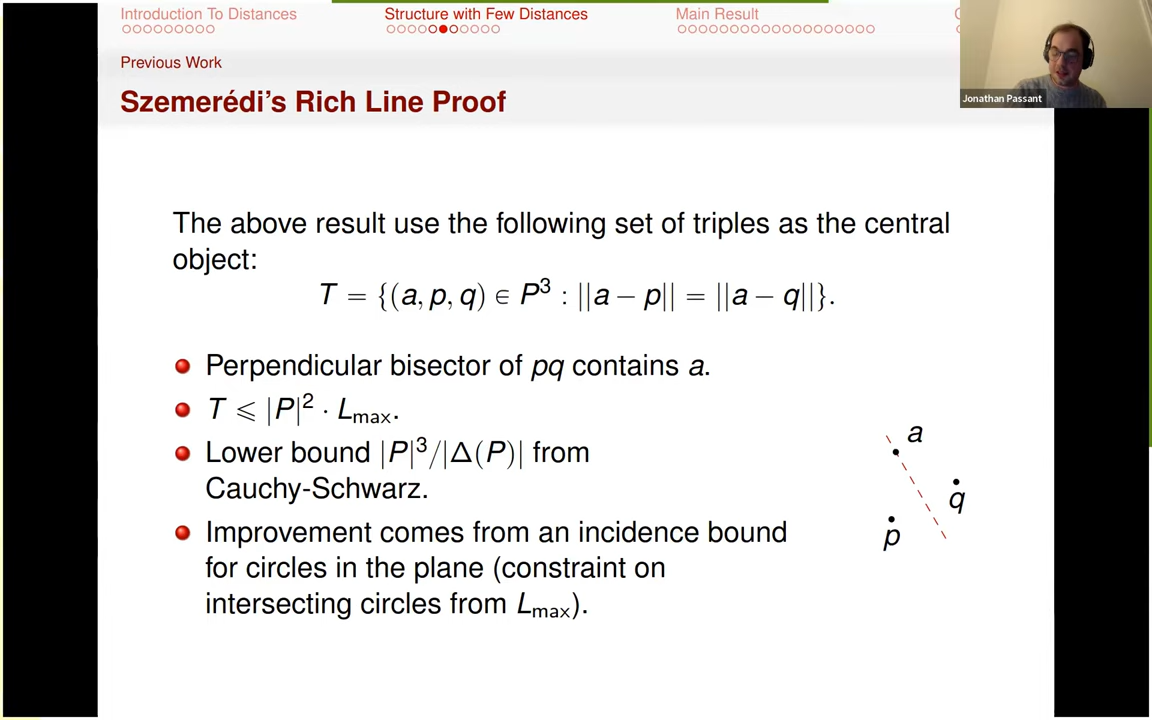 Introduction To Distances
Structure with Few Distances
Main Result
Jonathan Passant
Previous Work
Szemerédi's Rich Line Proof
The above result use the following set of triples as the central
object:
T = {(a, p, q) ∈ P³ : ||a − p|| = ||a − q||}.
Perpendicular bisector of pq contains a.
T ⩽ |P|² · Lmax.
Lower bound |P|³/|Δ(P)| from
Cauchy-Schwarz.
Improvement comes from an incidence bound
for circles in the plane (constraint on
intersecting circles from Lmax).
a
q
p